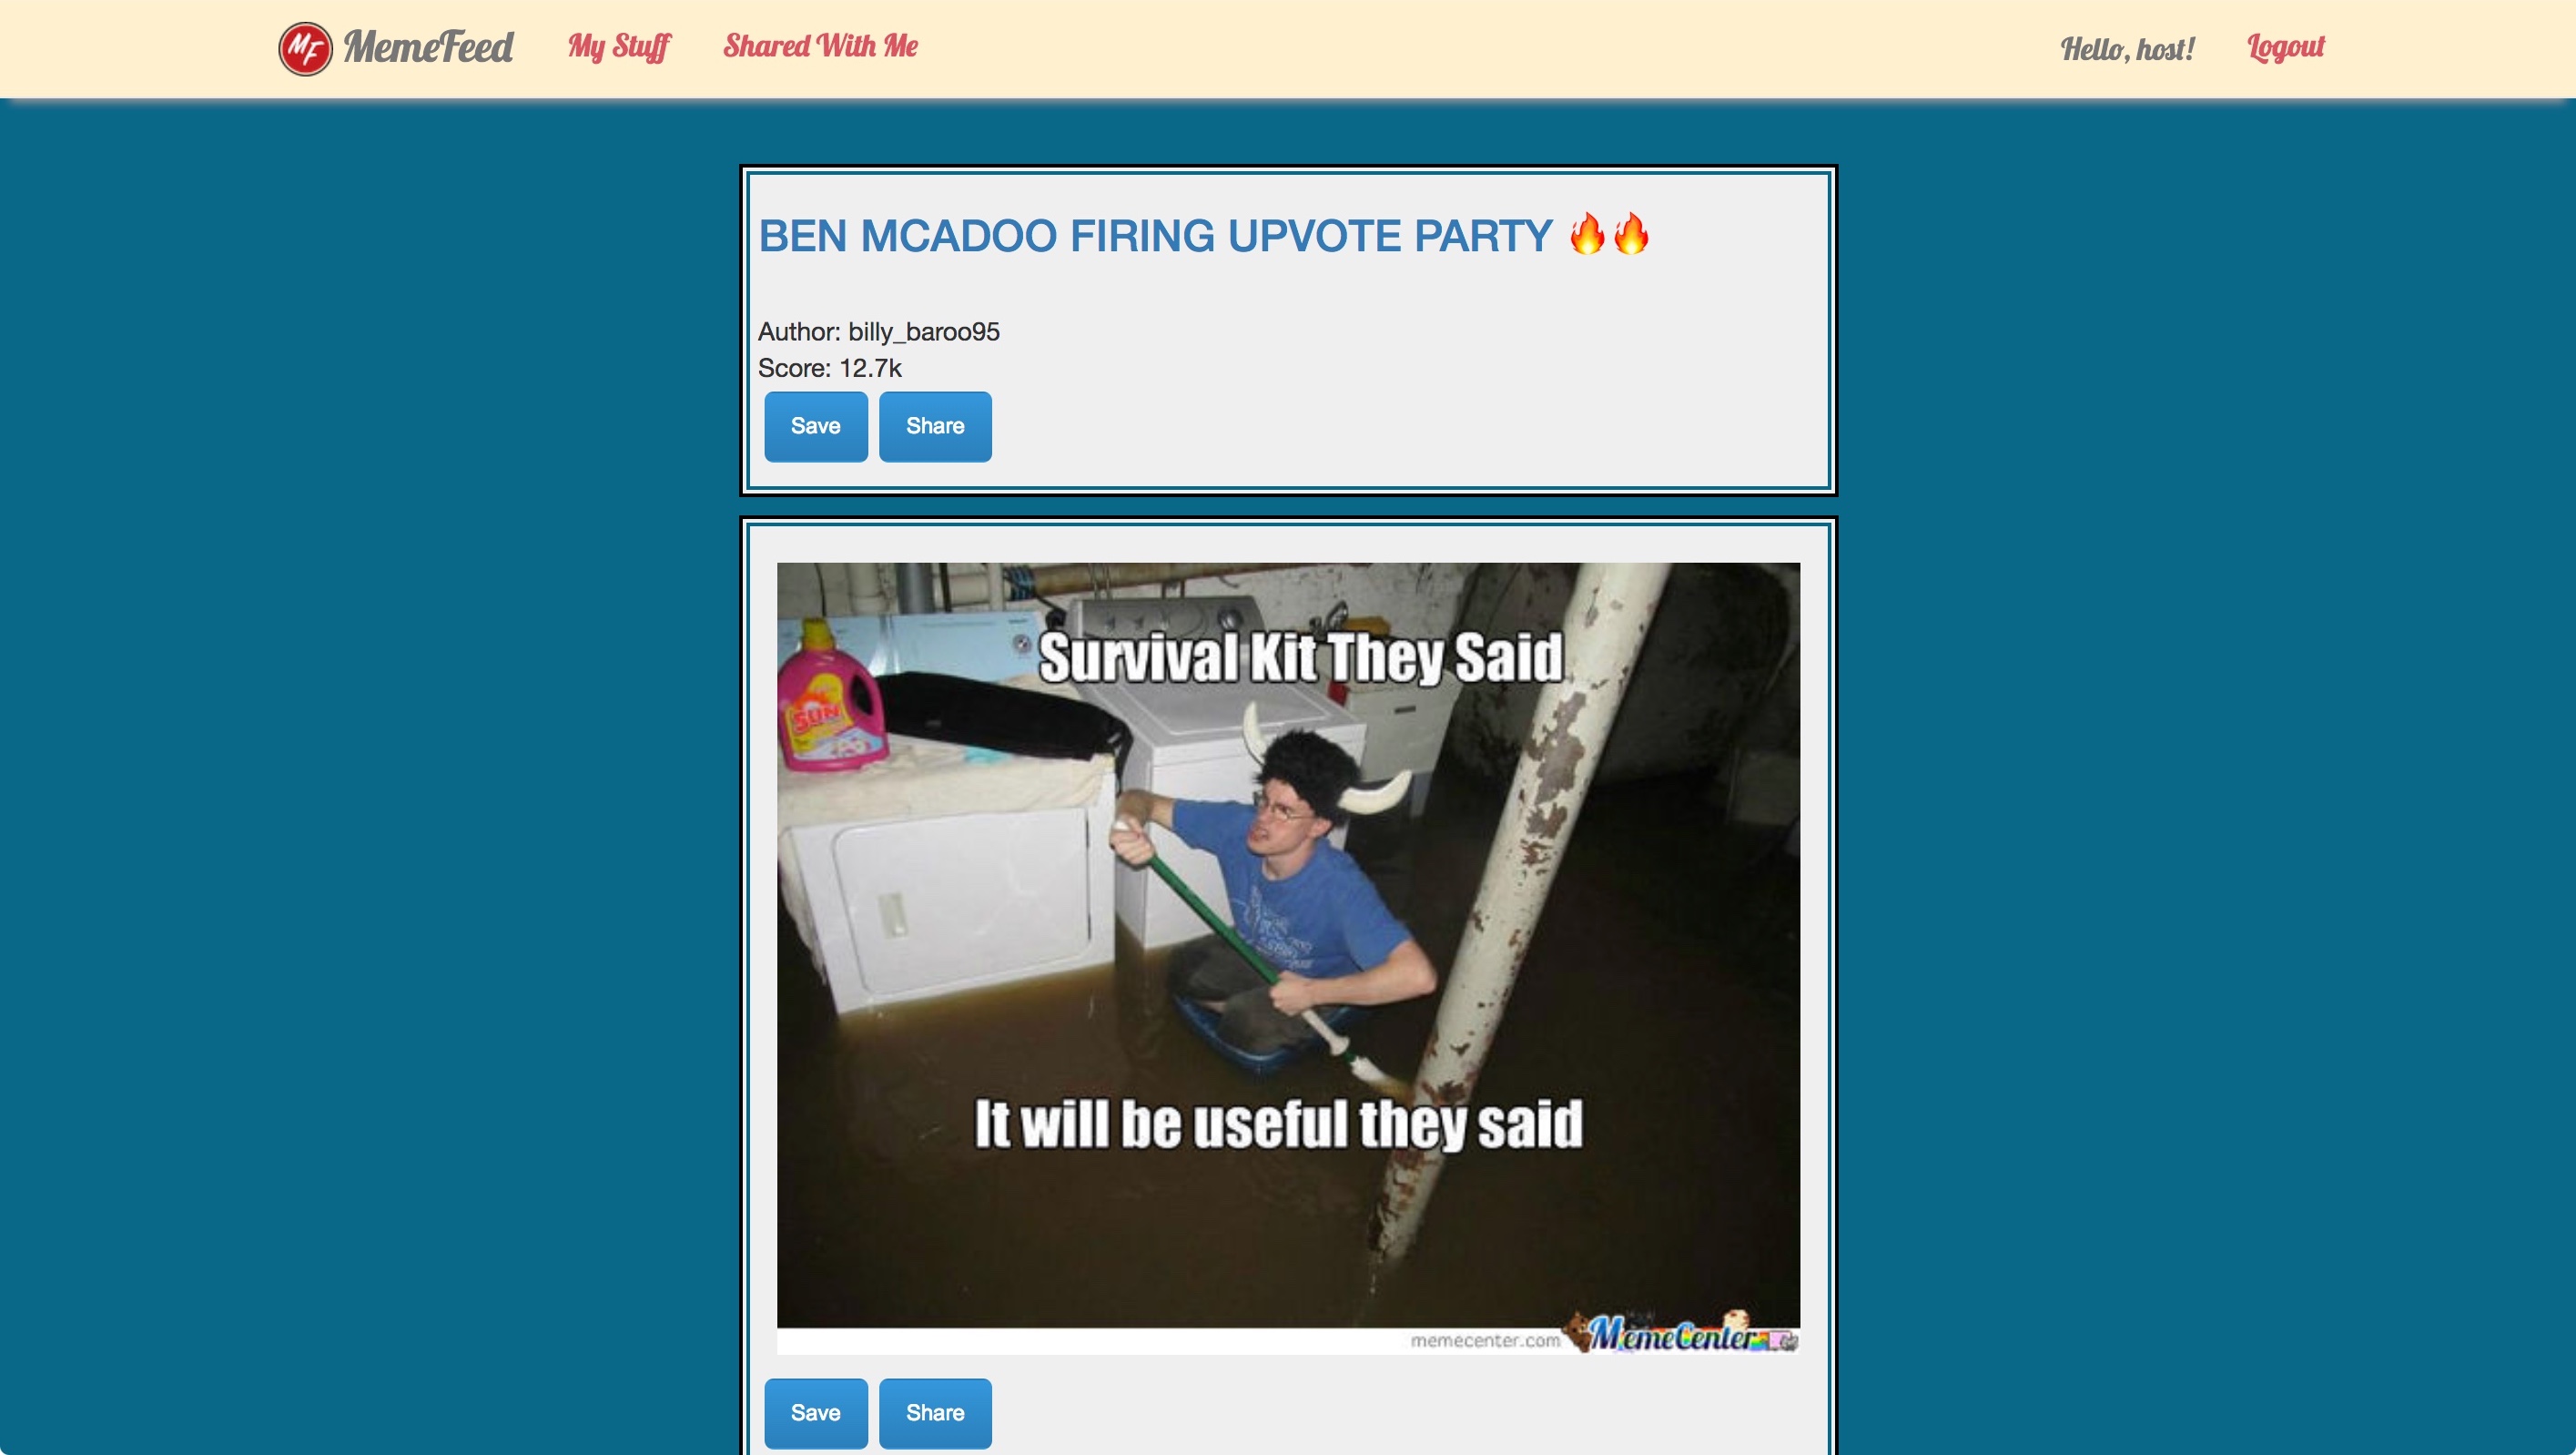 MF MemeFeed My Stuff Shared With Me Hello, host! Logout
BEN MCADOO FIRING UPVOTE PARTY 🔥🔥
Author: billy_baroo95
Score: 12.7k
Save Share
Survival Kit They Said
SUN
It will be useful they said
memecenter.com MemeCenter
Save Share